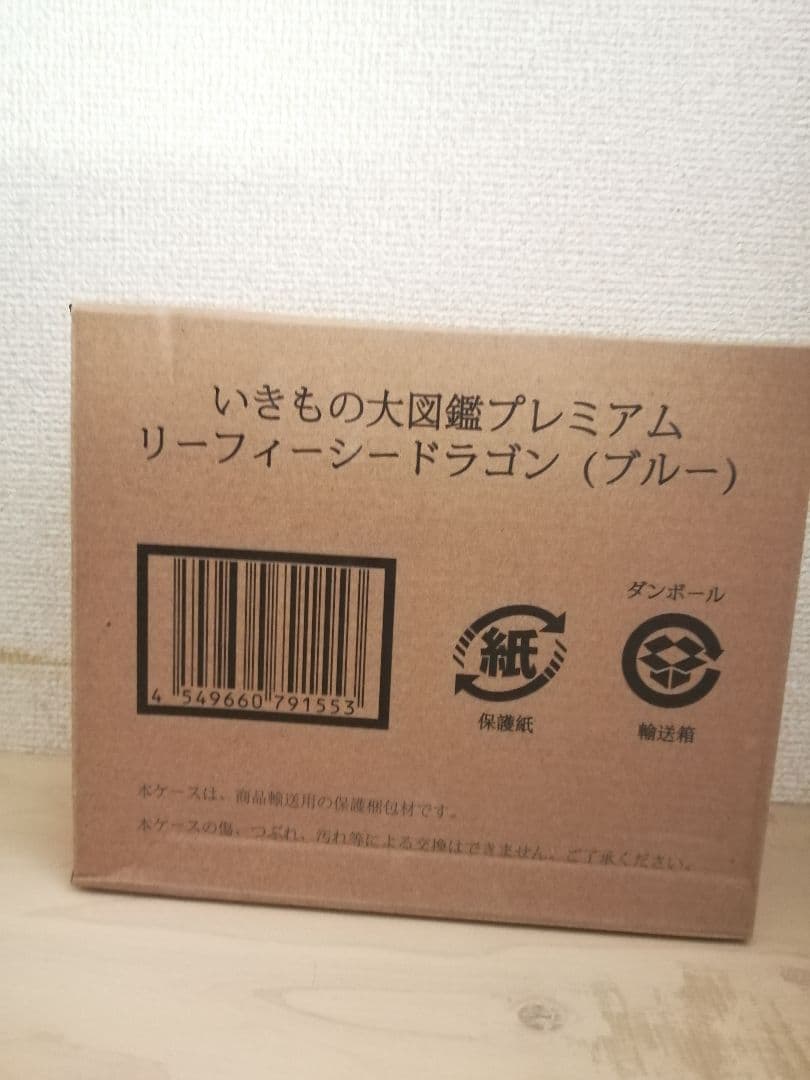 いきもの大図鑑プレミアム
リーフィーシードラゴン（ブルー）
4 549660 791553
紙
保護紙
ダンボール
輸送箱
本ケースは、商品輸送用の保護梱包材です。
本ケースの傷、つぶれ、汚れ等による交換はできません。ご了承ください。